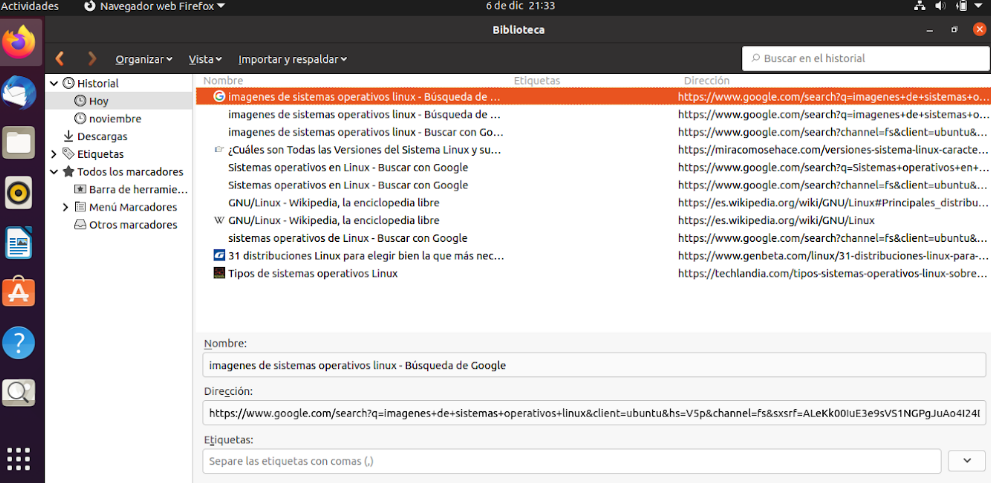 Actividades Navegador web Firefox 6 de dic 21:33
Biblioteca
Organizar Vista Importar y respaldar Buscar en el historial
Historial
Hoy
noviembre
Descargas
Etiquetas
Todos los marcadores
Barra de herramie...
Menú Marcadores
Otros marcadores
Nombre Etiquetas Dirección
imagenes de sistemas operativos linux - Búsqueda de ... https://www.google.com/search?q=imagenes+de+sistemas+o...
imagenes de sistemas operativos linux - Búsqueda de ... https://www.google.com/search?q=imagenes+de+sistemas+o...
imagenes de sistemas operativos linux - Buscar con Go... https://www.google.com/search?channel=fs&client=ubuntu&...
¿Cuáles son Todas las Versiones del Sistema Linux y su... https://miracomosehace.com/versiones-sistema-linux-caracte...
Sistemas operativos en Linux - Buscar con Google https://www.google.com/search?q=Sistemas+operativos+en+...
Sistemas operativos en Linux - Buscar con Google https://www.google.com/search?channel=fs&client=ubuntu&...
GNU/Linux - Wikipedia, la enciclopedia libre https://es.wikipedia.org/wiki/GNU/Linux#Principales_distribu...
W GNU/Linux - Wikipedia, la enciclopedia libre https://es.wikipedia.org/wiki/GNU/Linux
sistemas operativos de Linux - Buscar con Google https://www.google.com/search?channel=fs&client=ubuntu&...
31 distribuciones Linux para elegir bien la que más nec... https://www.genbeta.com/linux/31-distribuciones-linux-para-...
Tipos de sistemas operativos Linux https://techlandia.com/tipos-sistemas-operativos-linux-sobre...
Nombre:
imagenes de sistemas operativos linux - Búsqueda de Google
Dirección:
https://www.google.com/search?q=imagenes+de+sistemas+operativos+linux&client=ubuntu&hs=V5p&channel=fs&sxsrf=
Etiquetas:
Separe las etiquetas con comas (,)